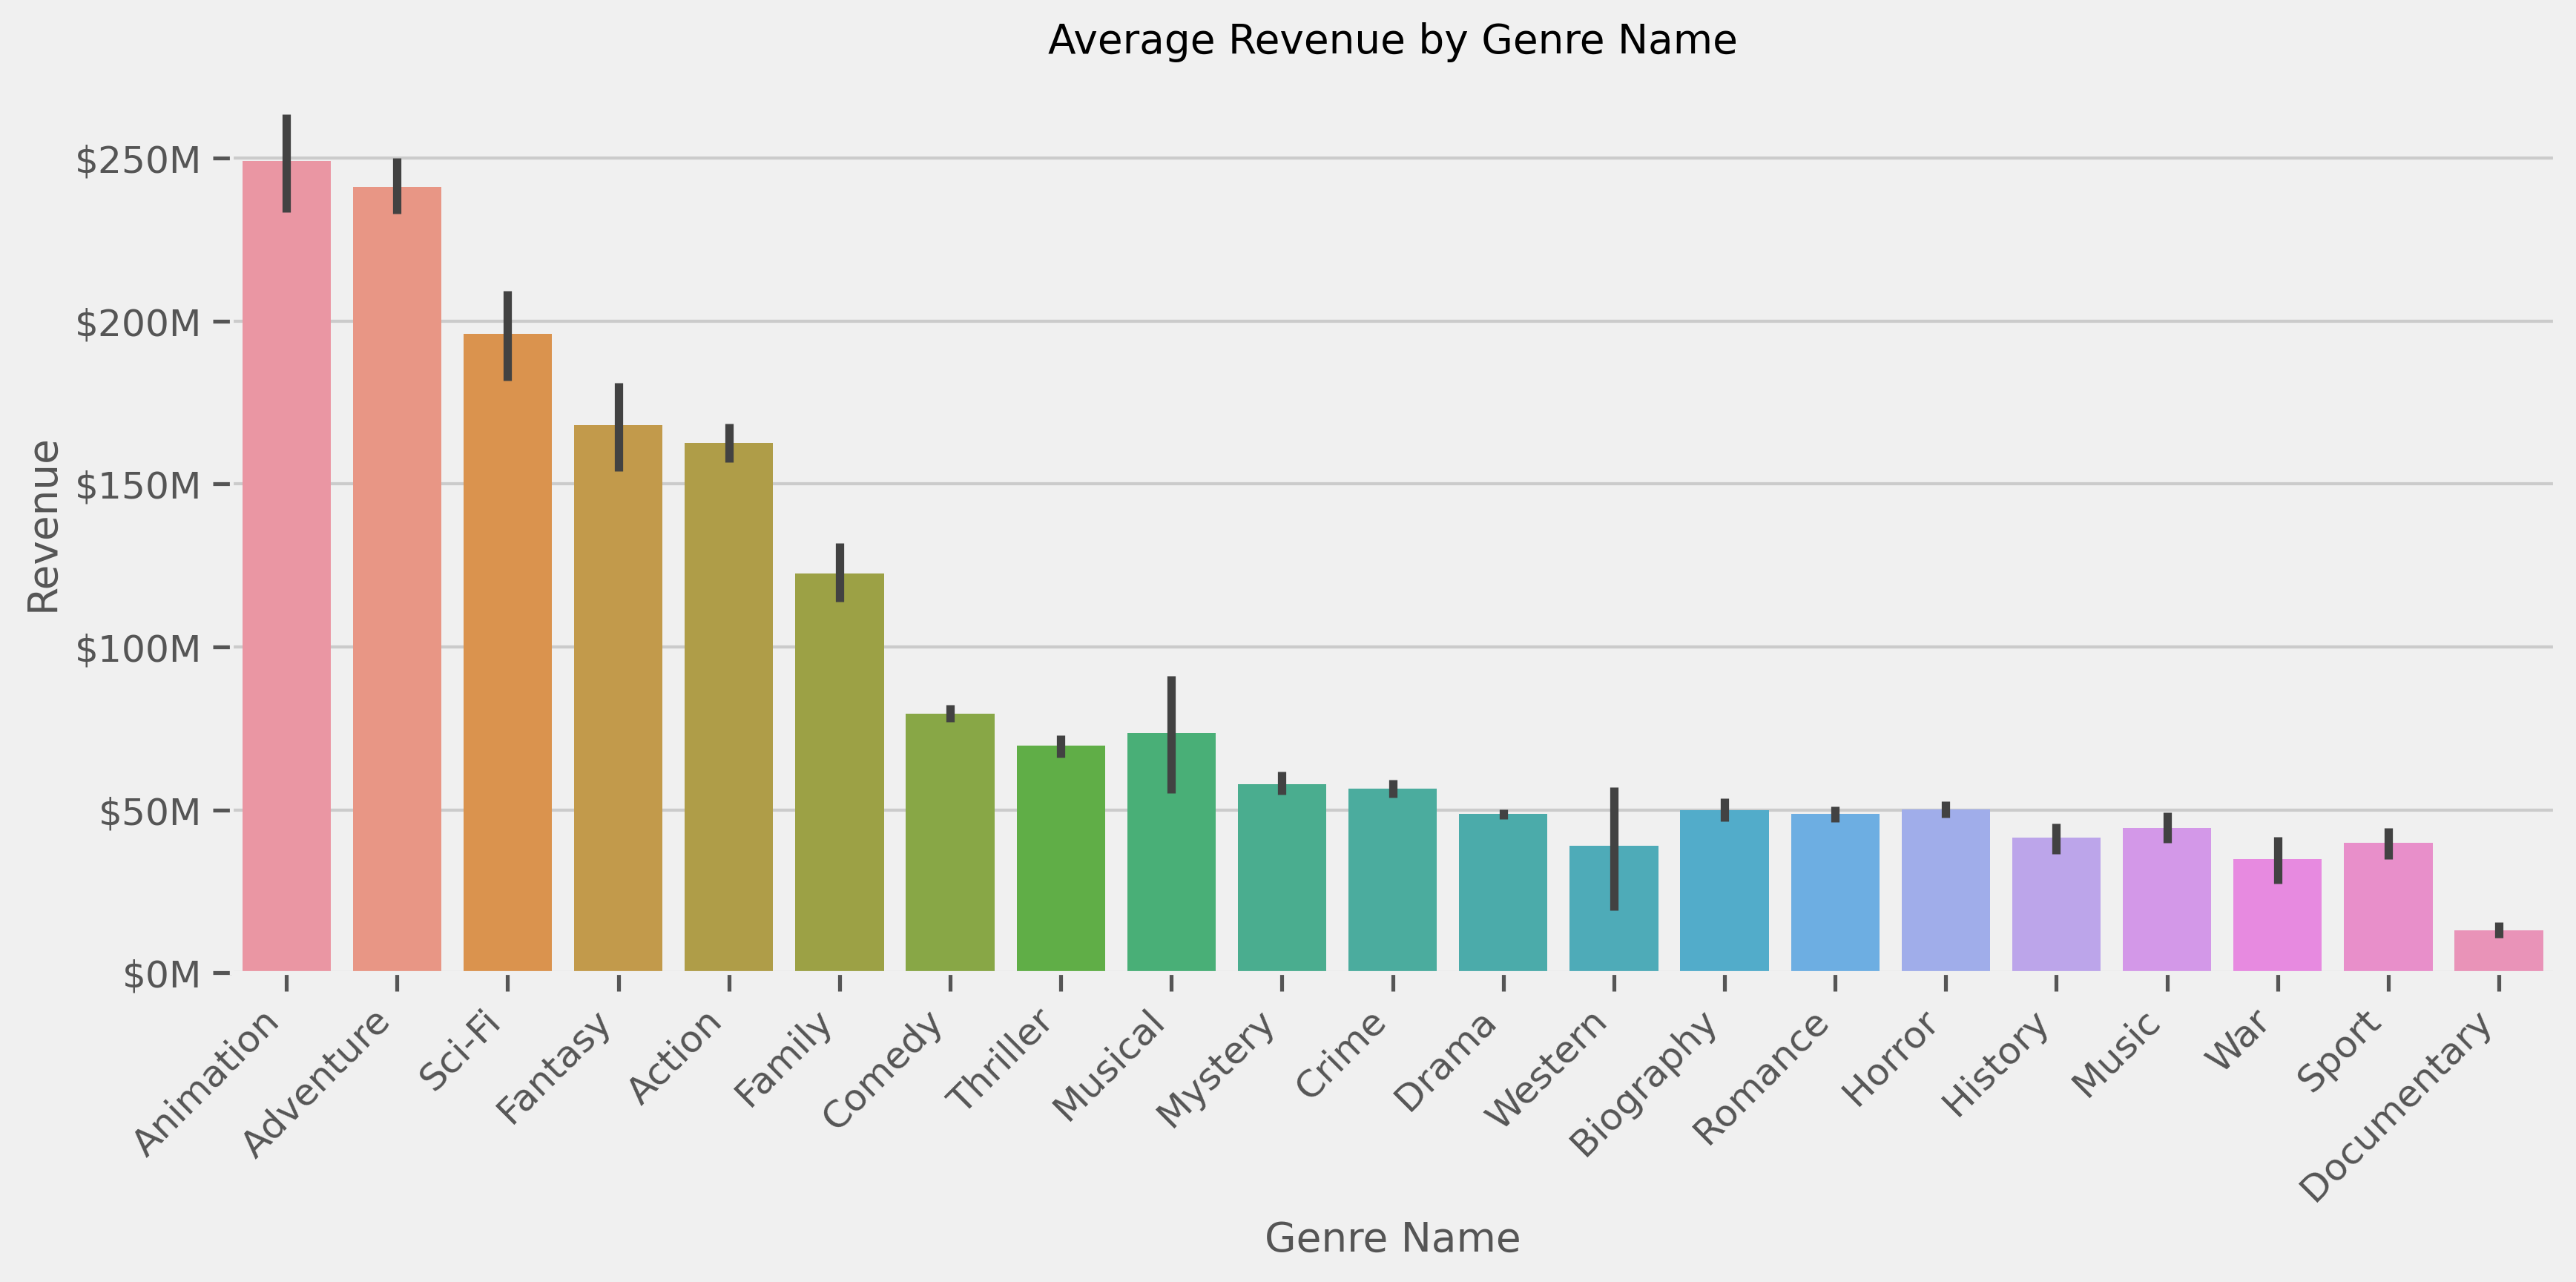 Average Revenue by Genre Name
Revenue
$250M
$200M
$150M
$100M
$50M
$0M
Animation
Adventure
Sci-Fi
Fantasy
Action
Family
Comedy
Thriller
Musical
Mystery
Crime
Drama
Western
Biography
Romance
Horror
History
Music
War
Sport
Documentary
Genre Name